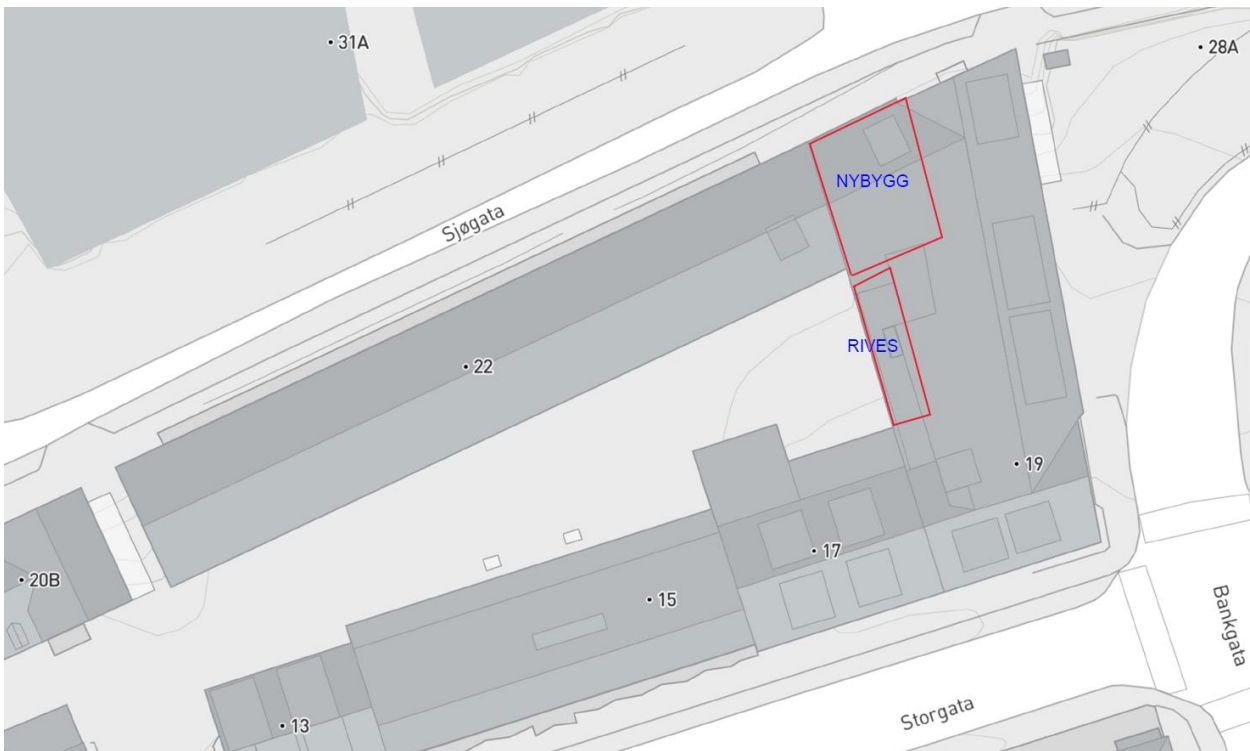 31A
28A
NYBYGG
Sjøgata
RIVES
22
19
17
20B
15
Bankgata
13
Storgata